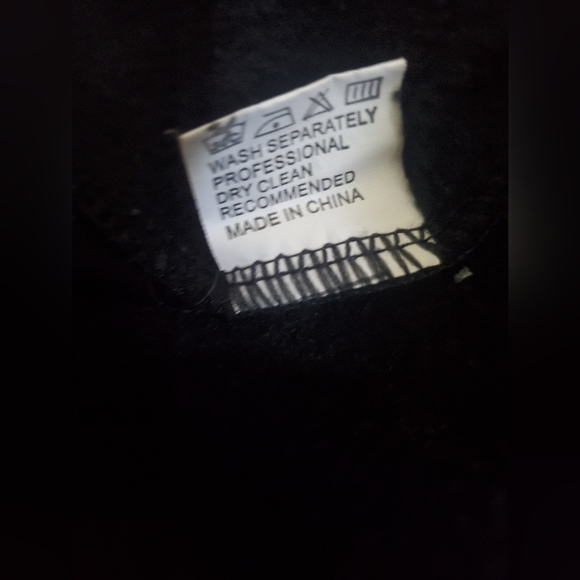 WASH SEPARATELY
PROFESSIONAL
DRY CLEAN
RECOMMENDED
MADE IN CHINA